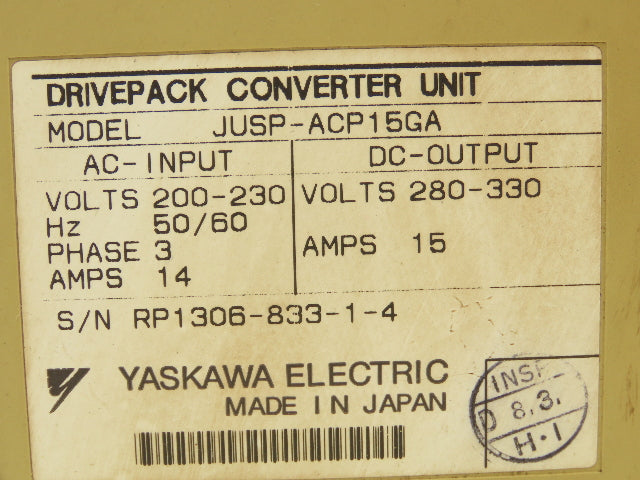 DRIVEPACK CONVERTER UNIT
MODEL JUSP-ACP15GA
AC-INPUT DC-OUTPUT
VOLTS 200-230 VOLTS 280-330
Hz 50/60
PHASE 3 AMPS 15
AMPS 14
S/N RP1306-833-1-4
YASKAWA ELECTRIC
MADE IN JAPAN
D 8.3.
H·I